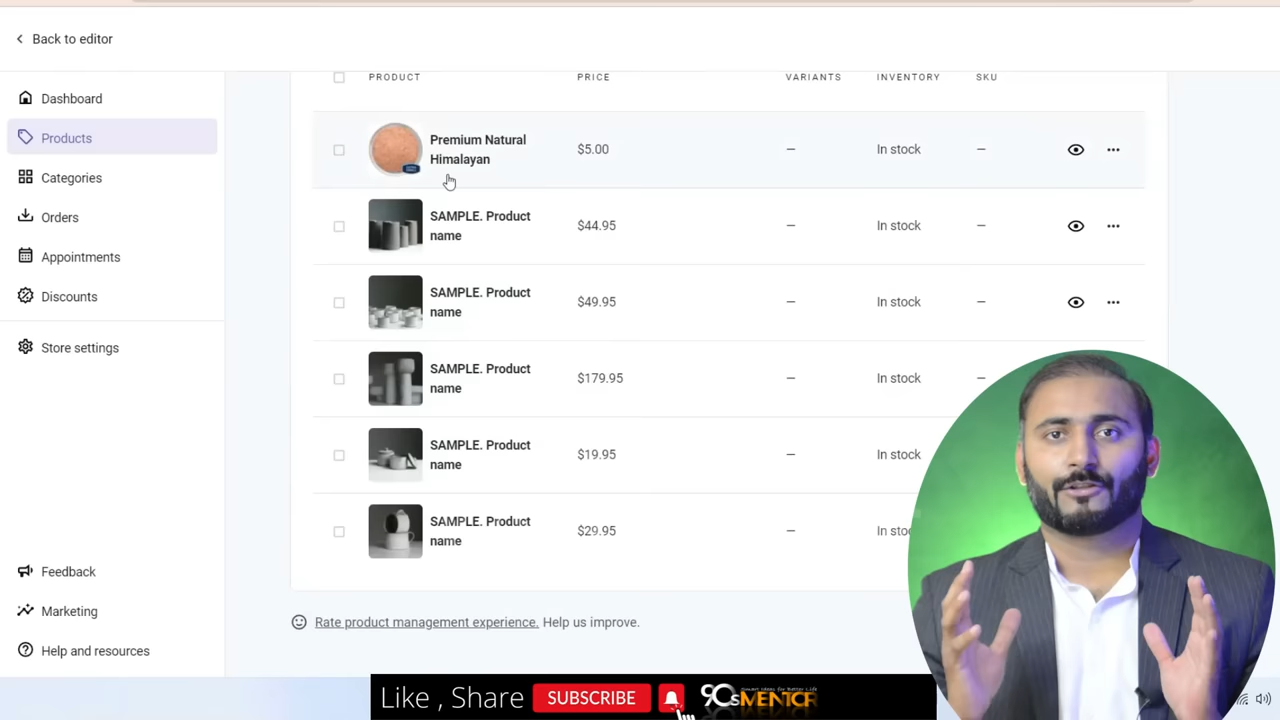 Back to editor
PRODUCT PRICE VARIANTS INVENTORY SKU
Dashboard
Products
Categories
Orders
Appointments
Discounts
Store settings
Feedback
Marketing
Help and resources
Premium Natural
Himalayan
$5.00 — In stock —
SAMPLE. Product
name
$44.95 — In stock —
SAMPLE. Product
name
$49.95 — In stock —
SAMPLE. Product
name
$179.95 — In stock —
SAMPLE. Product
name
$19.95 — In stock
SAMPLE. Product
name
$29.95 — In sto
Rate product management experience. Help us improve.
Like , Share SUBSCRIBE 9CsMENTOR